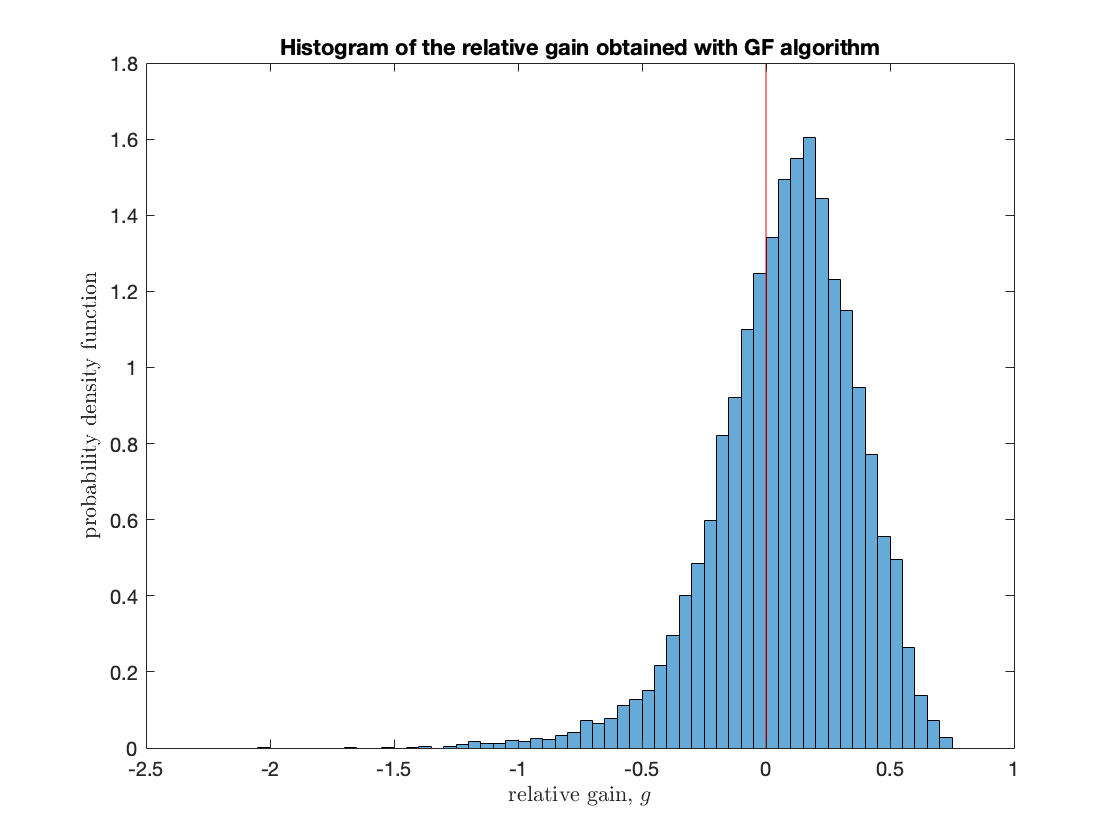 Histogram of the relative gain obtained with GF algorithm
1.8
1.6
1.4
1.2
1
0.8
0.6
0.4
0.2
0
probability density function
-2.5 -2 -1.5 -1 -0.5 0 0.5 1
relative gain, g